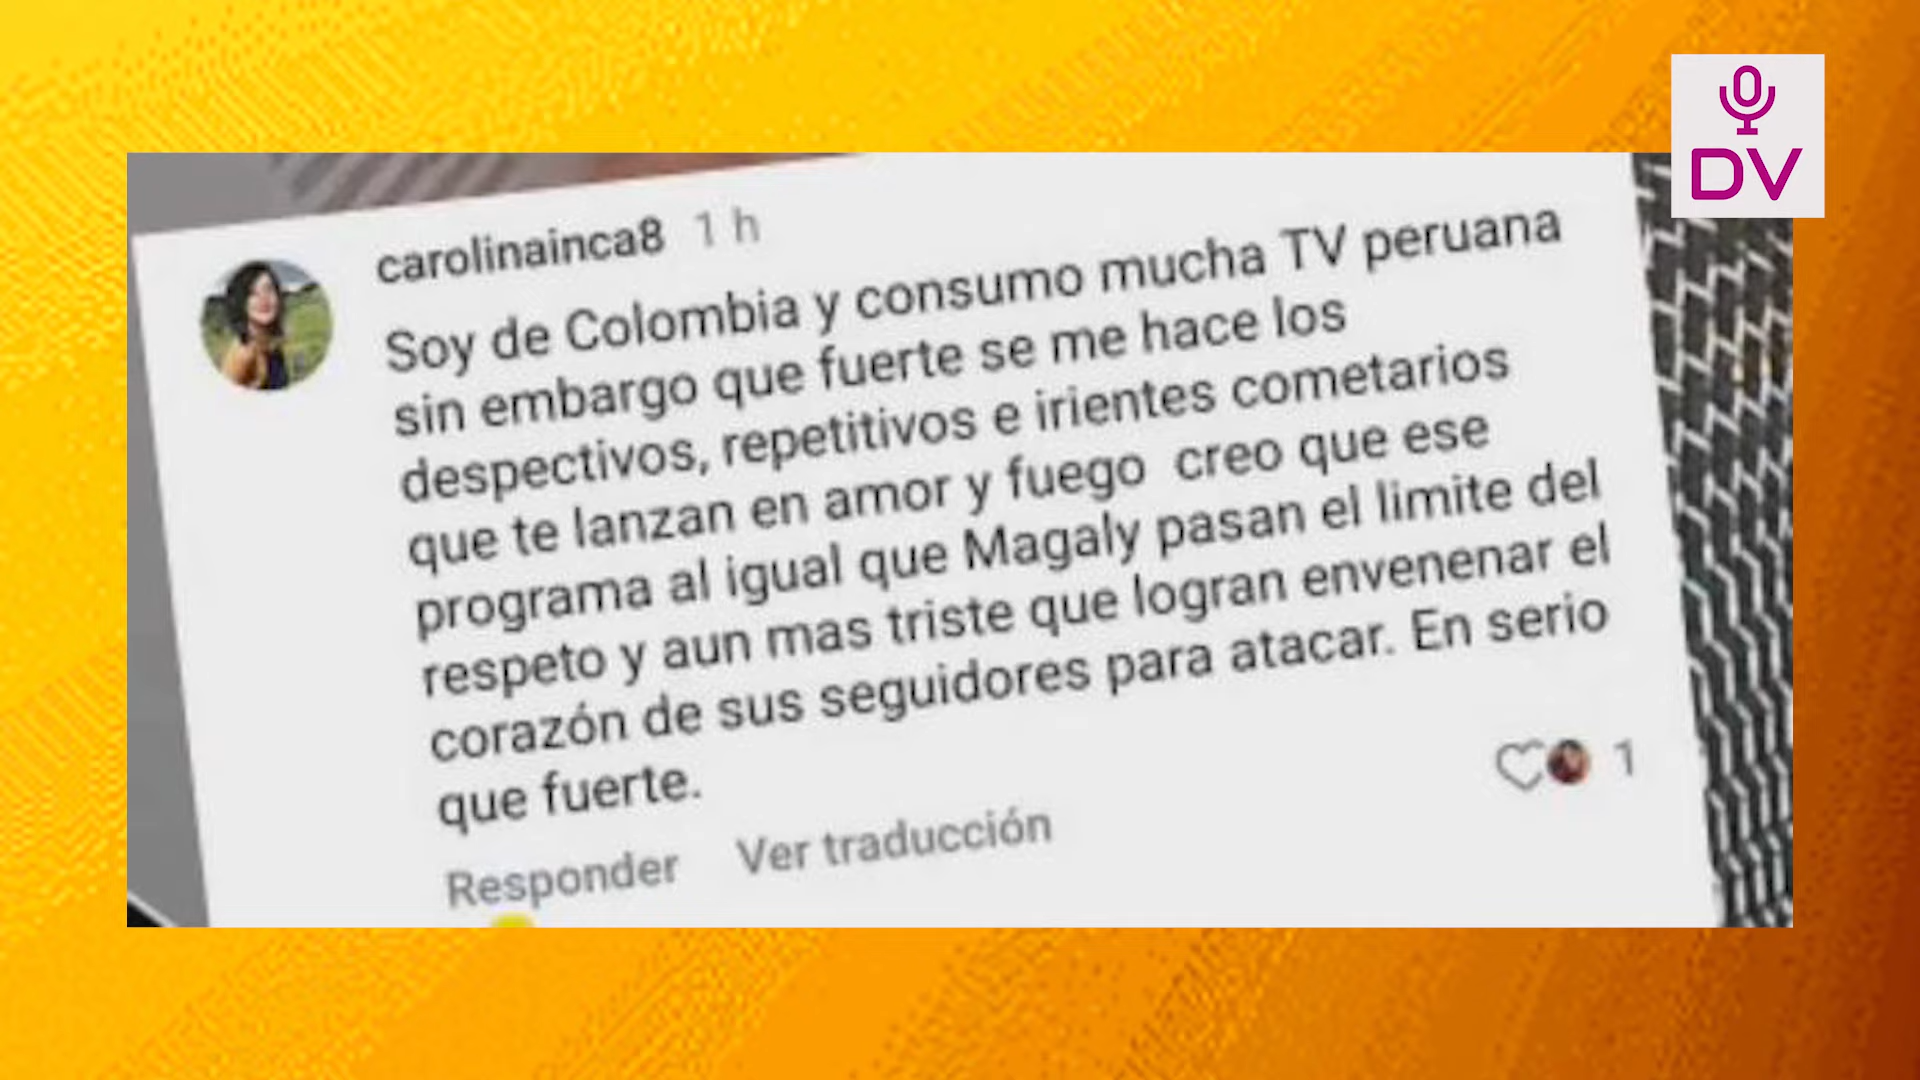 DV
carolinainca8 1 h
Soy de Colombia y consumo mucha TV peruana
sin embargo que fuerte se me hace los
despectivos, repetitivos e irientes cometarios
que te lanzan en amor y fuego creo que ese
programa al igual que Magaly pasan el limite del
respeto y aun mas triste que logran envenenar el
corazón de sus seguidores para atacar. En serio
que fuerte.
1
Responder Ver traducción